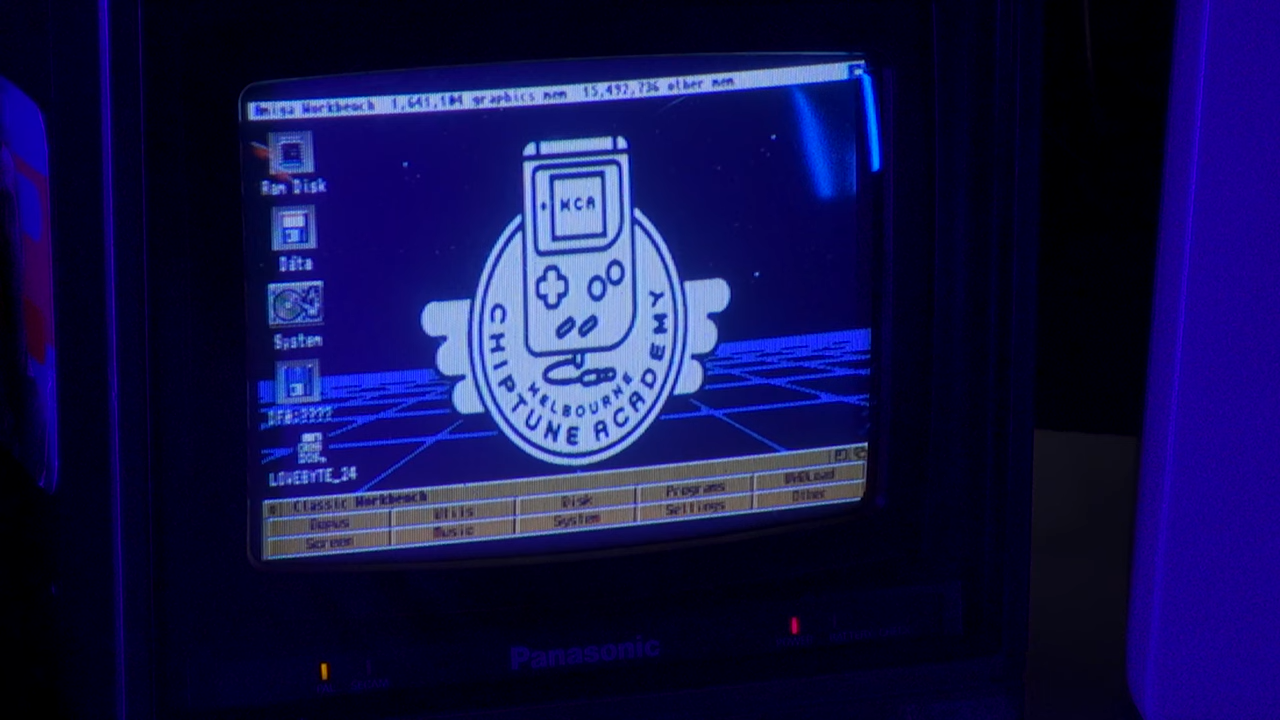 Amiga Workbench 1,641,104 graphics mem 15,492,736 other mem
Ram Disk
MCA
Data
System
CHIPTUNE ACADEMY
MELBOURNE
DF0:????
LOVEBYTE_24
Classic Workbench
Utils
Disk
Programs
WHDLoad
Screen
Music
System
Settings
Other
Panasonic